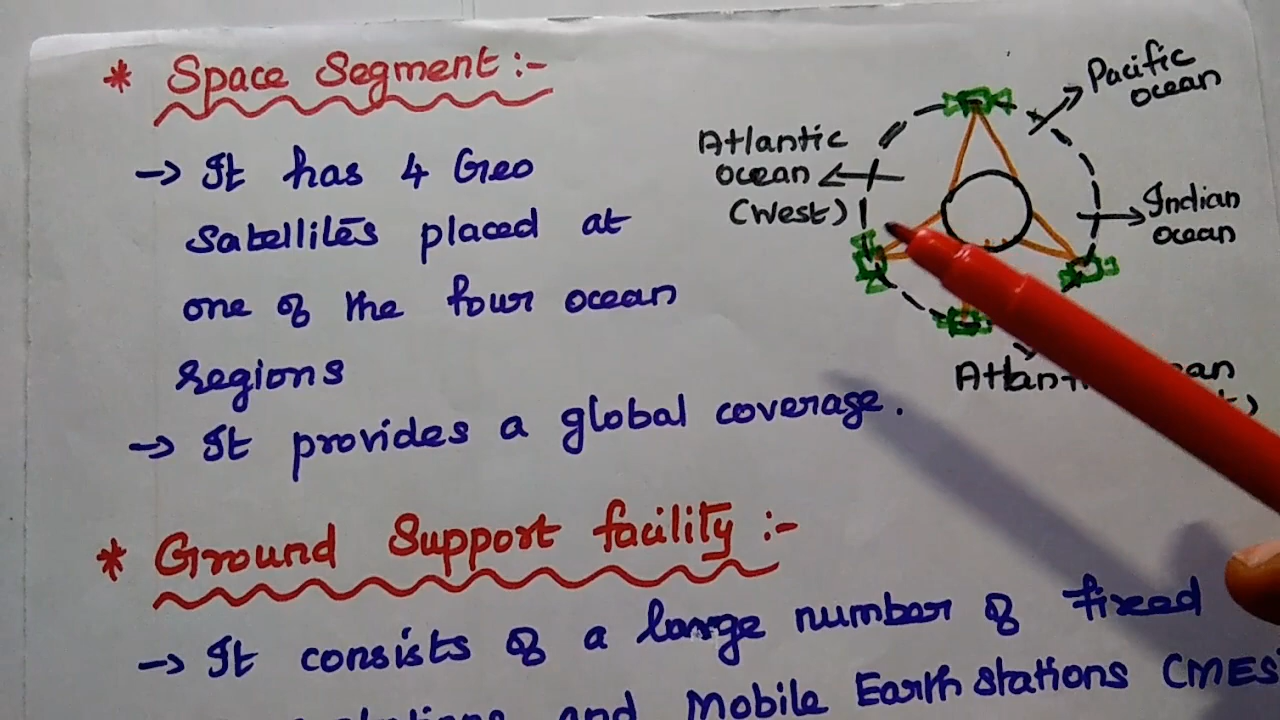 * Space Segment :-
→ It has 4 Geo
satellites placed at
one of the four ocean
regions
→ It provides a global coverage.
Pacific
ocean
Atlantic
ocean
(West)
Indian
ocean
* Ground Support facility :-
→ It consists of a large number of fixed
and Mobile Earth stations (MES